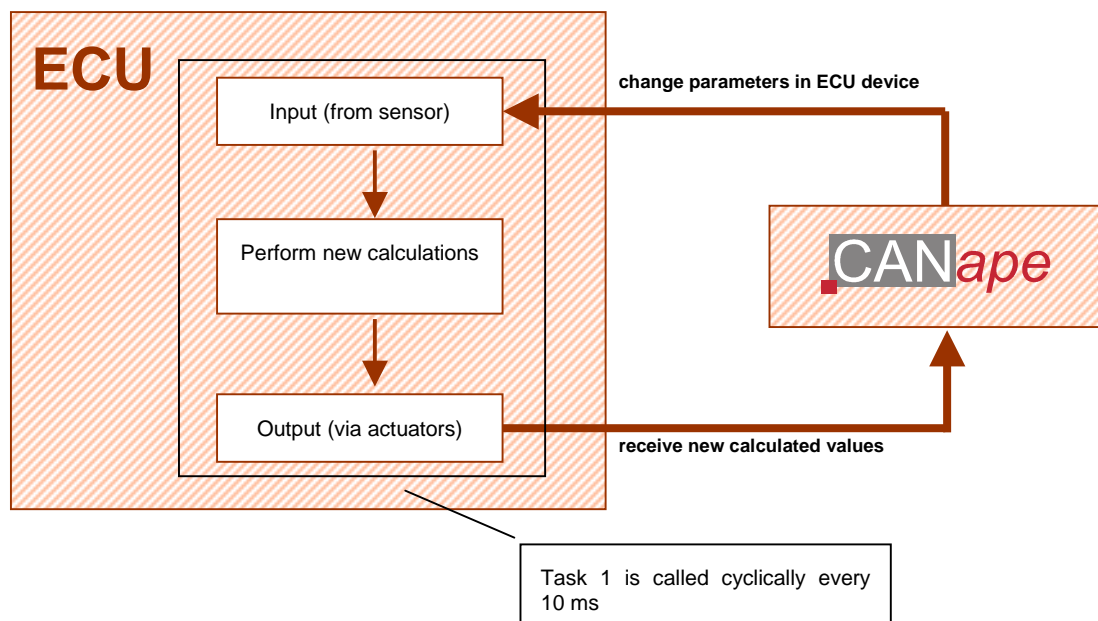 ECU
change parameters in ECU device
Input (from sensor)
Perform new calculations
CANape
Output (via actuators)
receive new calculated values
Task 1 is called cyclically every
10 ms